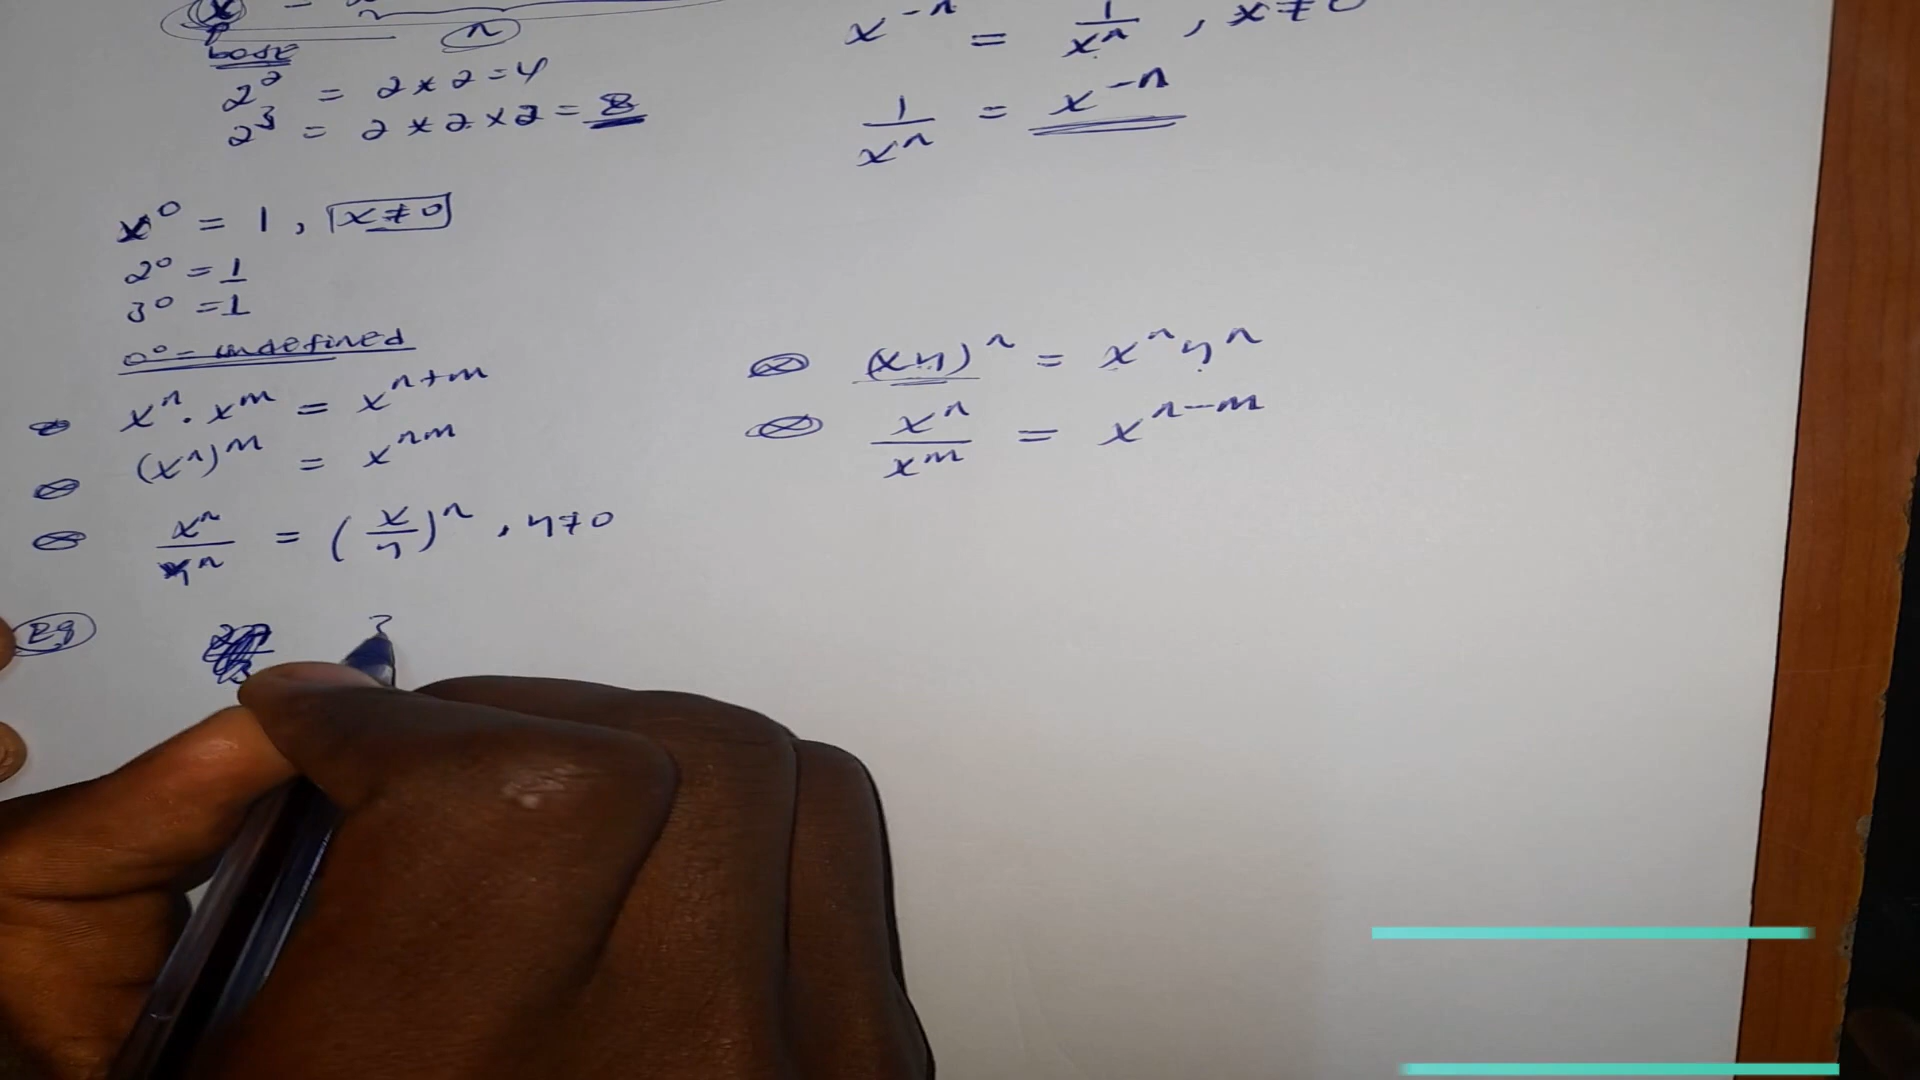 n
base
2² = 2 × 2 = 4
2³ = 2 × 2 × 2 = 8
x⁰ = 1, x ≠ 0
2⁰ = 1
3⁰ = 1
0⁰ = undefined
xⁿ · xᵐ = xⁿ⁺ᵐ
(xⁿ)ᵐ = xⁿᵐ
xⁿ/yⁿ = (x/y)ⁿ, y ≠ 0
Eg
x⁻ⁿ = 1/xⁿ, x ≠ 0
1/xⁿ = x⁻ⁿ
(xy)ⁿ = xⁿyⁿ
xⁿ/xᵐ = xⁿ⁻ᵐ